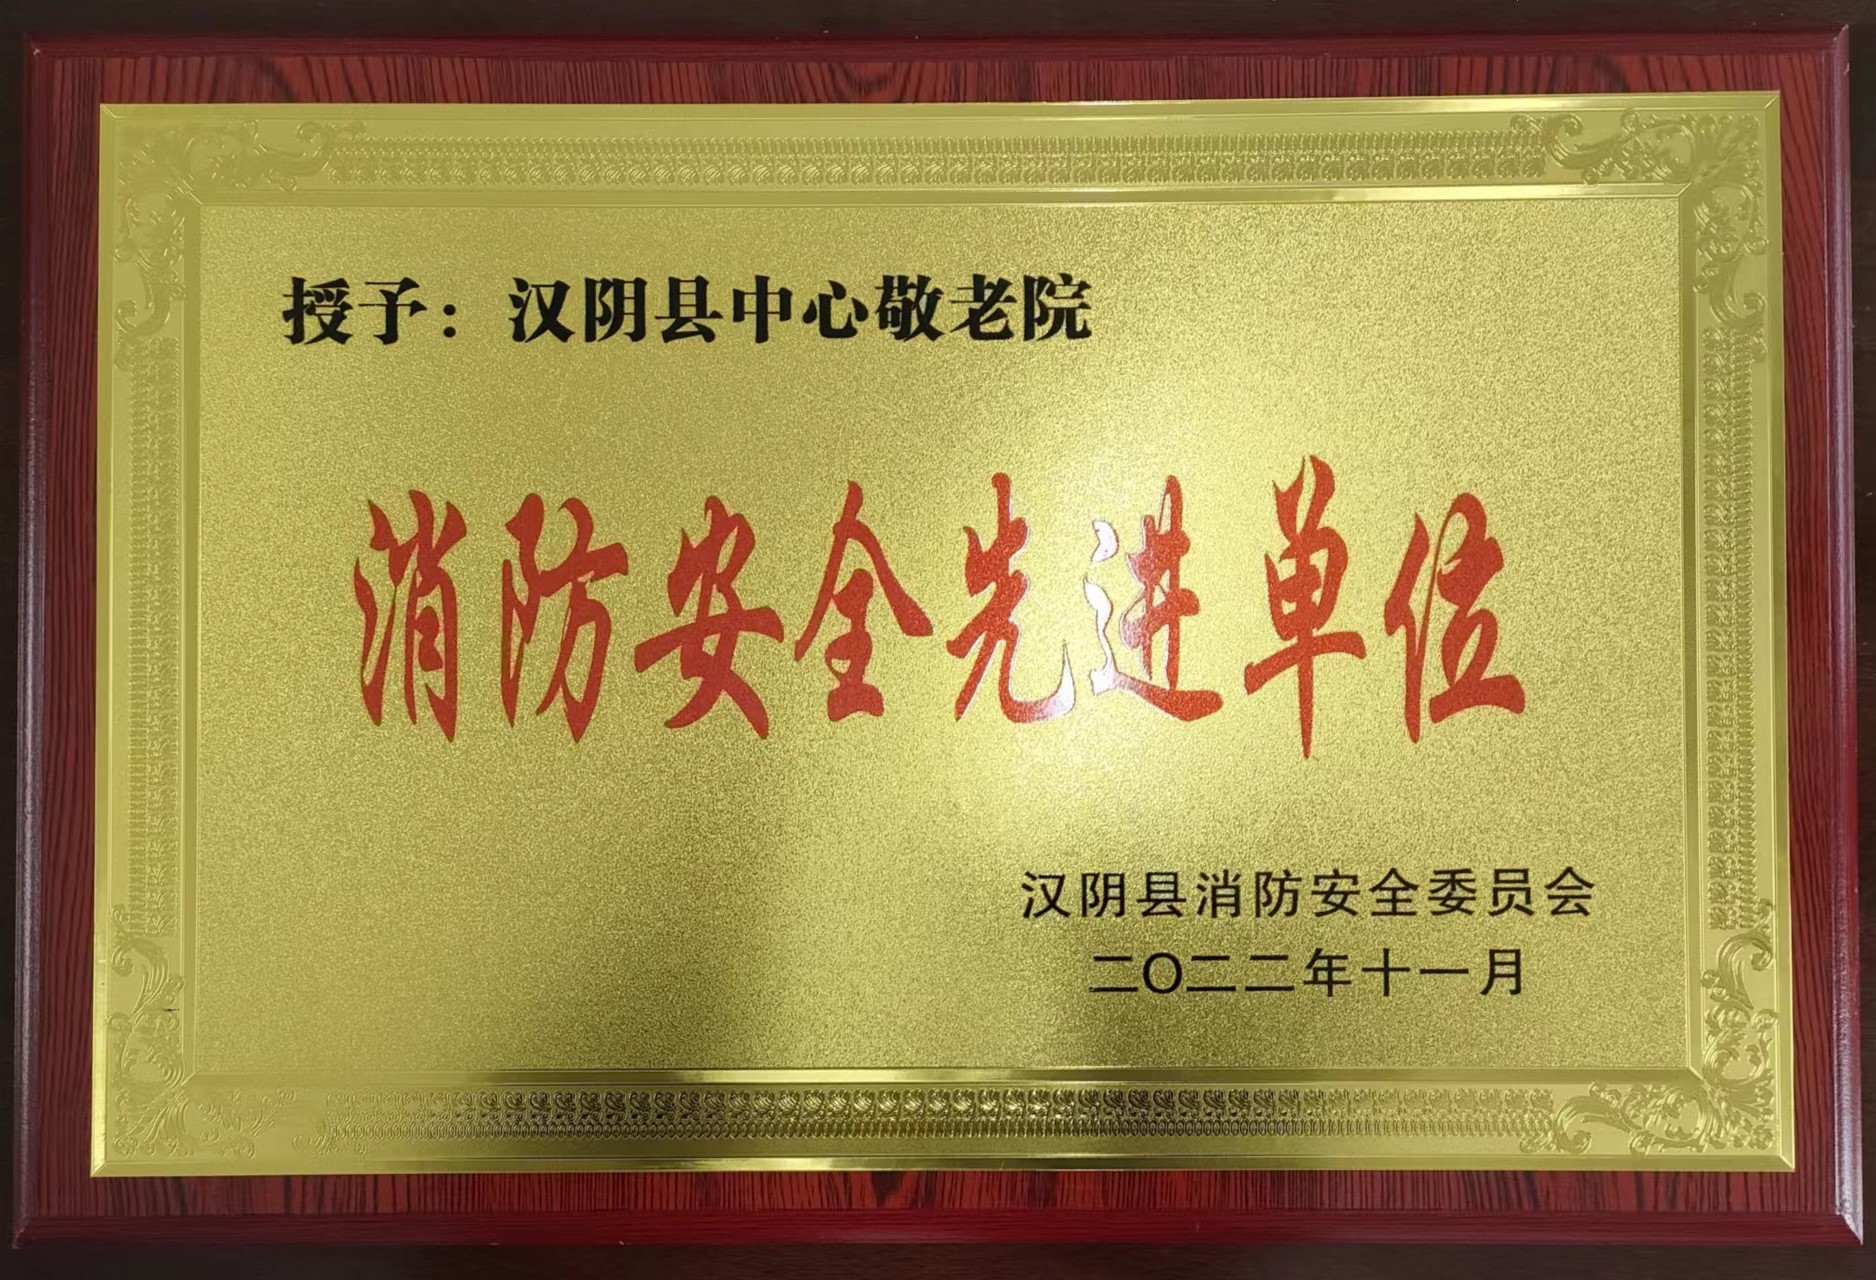 授予：汉阴县中心敬老院
消防安全先进单位
汉阴县消防安全委员会
二〇二二年十一月